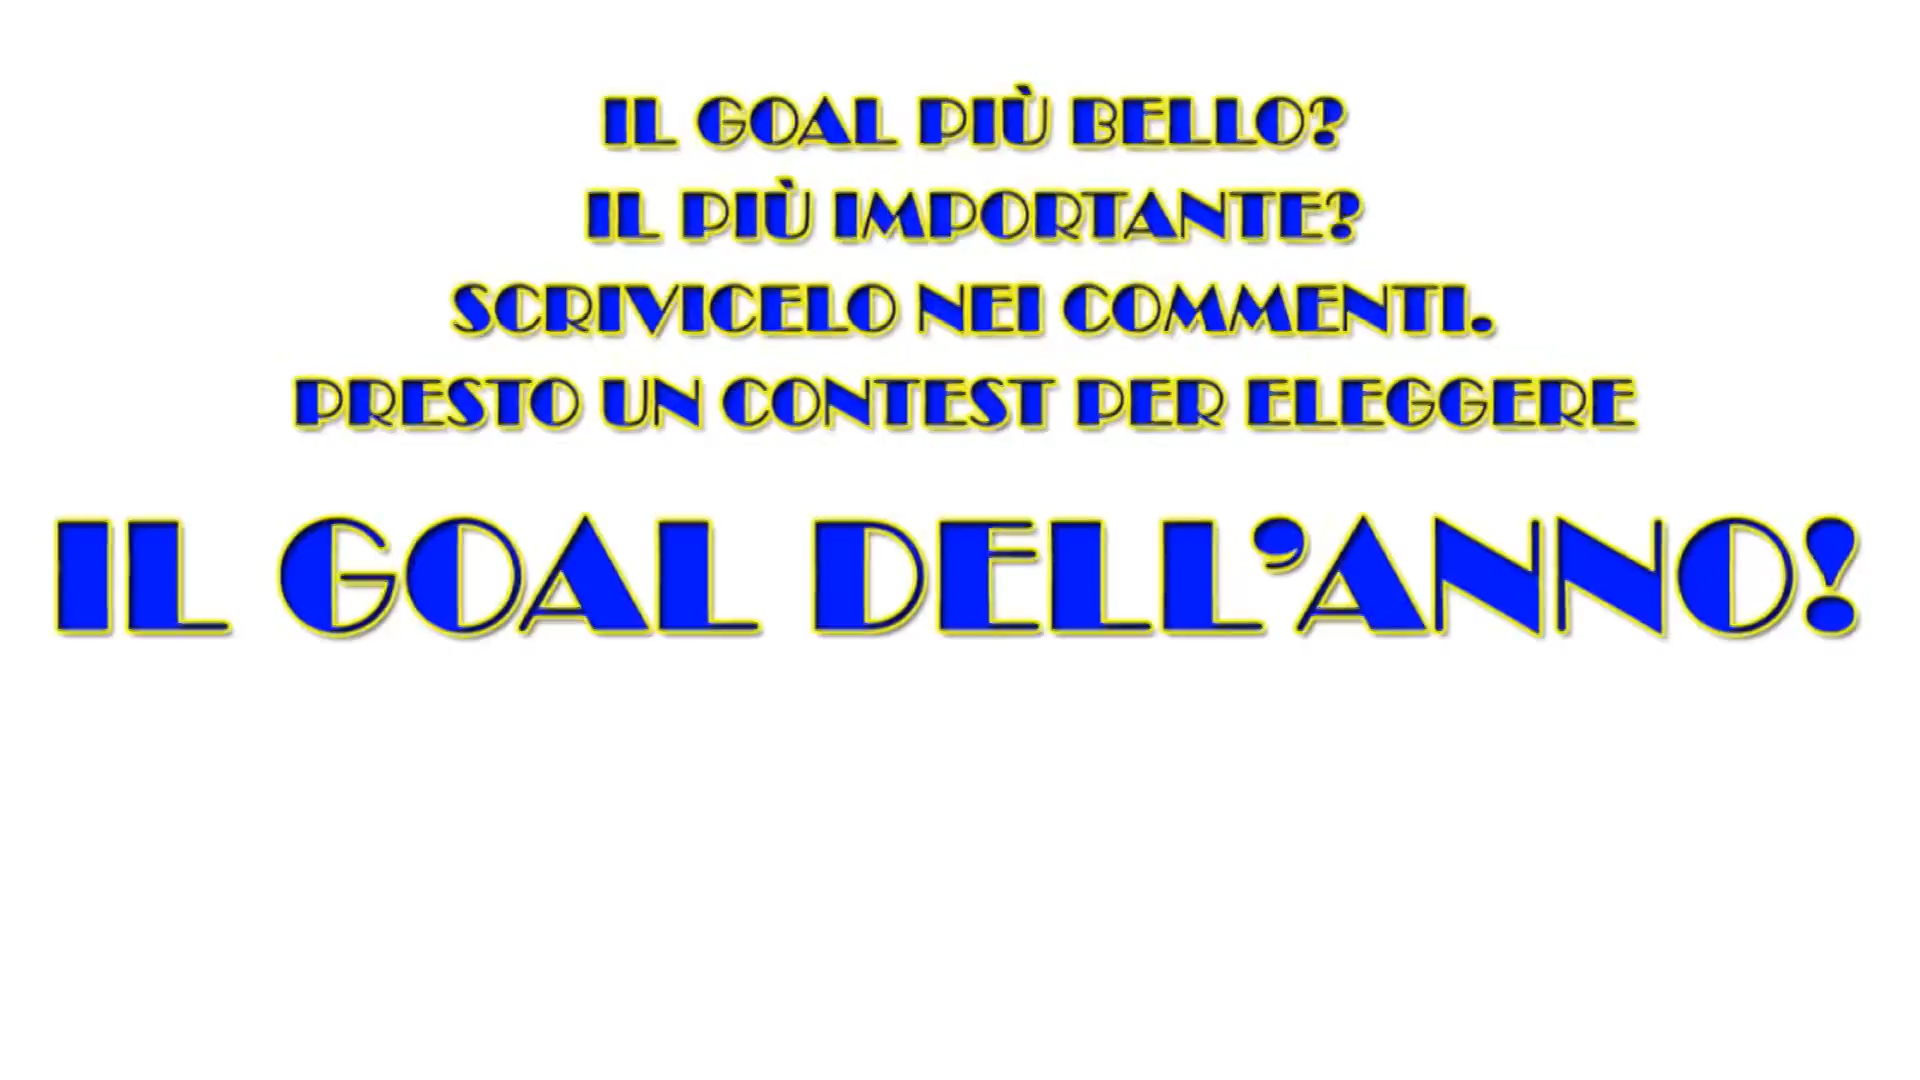 IL GOAL PIÙ BELLO?
IL PIÙ IMPORTANTE?
SCRIVICELO NEI COMMENTI.
PRESTO UN CONTEST PER ELEGGERE
IL GOAL DELL'ANNO!